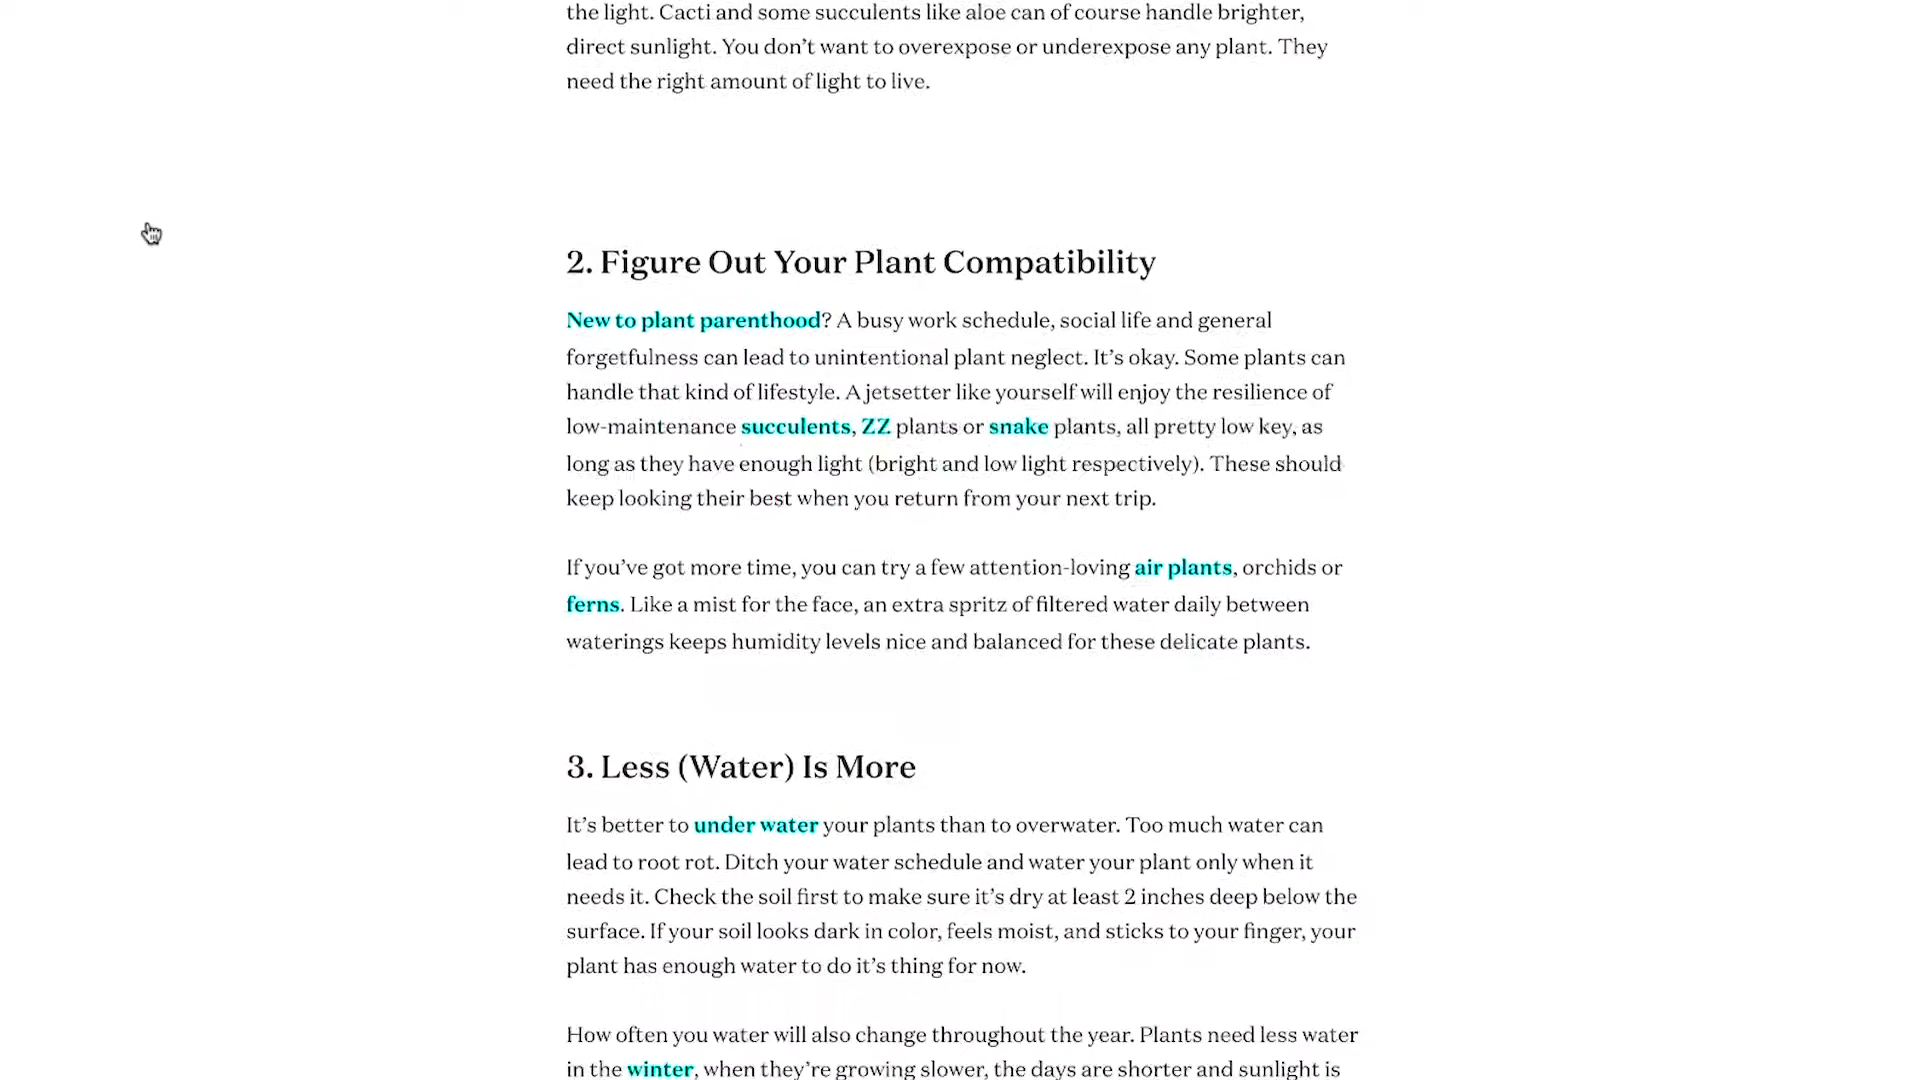 the light. Cacti and some succulents like aloe can of course handle brighter,
direct sunlight. You don’t want to overexpose or underexpose any plant. They
need the right amount of light to live.
2. Figure Out Your Plant Compatibility
New to plant parenthood? A busy work schedule, social life and general
forgetfulness can lead to unintentional plant neglect. It’s okay. Some plants can
handle that kind of lifestyle. A jetsetter like yourself will enjoy the resilience of
low-maintenance succulents, ZZ plants or snake plants, all pretty low key, as
long as they have enough light (bright and low light respectively). These should
keep looking their best when you return from your next trip.
If you’ve got more time, you can try a few attention-loving air plants, orchids or
ferns. Like a mist for the face, an extra spritz of filtered water daily between
waterings keeps humidity levels nice and balanced for these delicate plants.
3. Less (Water) Is More
It’s better to under water your plants than to overwater. Too much water can
lead to root rot. Ditch your water schedule and water your plant only when it
needs it. Check the soil first to make sure it’s dry at least 2 inches deep below the
surface. If your soil looks dark in color, feels moist, and sticks to your finger, your
plant has enough water to do it’s thing for now.
How often you water will also change throughout the year. Plants need less water
in the winter, when they’re growing slower, the days are shorter and sunlight is